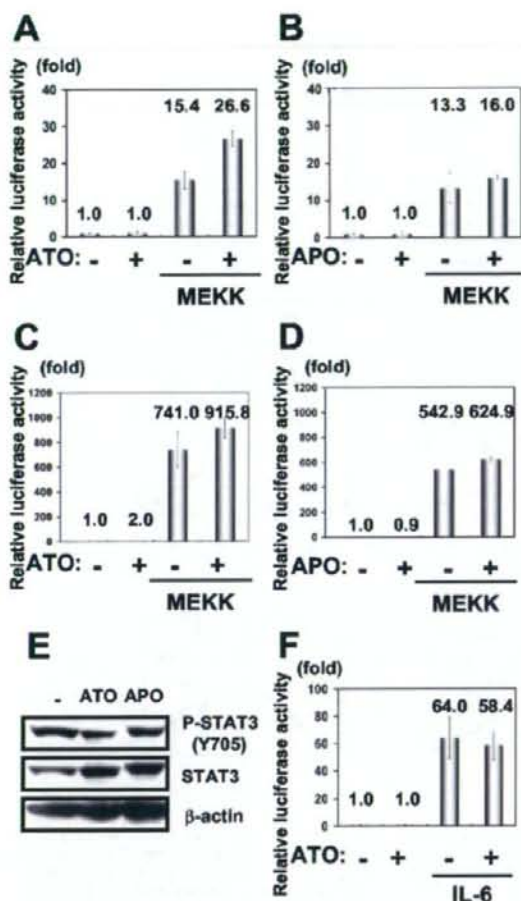 A
(fold)
Relative luciferase activity
40
30
20
10
0
1.0 1.0 15.4 26.6
ATO: - + - +
MEKK
B
(fold)
Relative luciferase activity
40
30
20
10
0
1.0 1.0 13.3 16.0
APO: - + - +
MEKK
C
(fold)
Relative luciferase activity
1200
1000
800
600
400
200
0
1.0 2.0 741.0 915.8
ATO: - + - +
MEKK
D
(fold)
Relative luciferase activity
1200
1000
800
600
400
200
0
1.0 0.9 542.9 624.9
APO: - + - +
MEKK
E
- ATO APO
P-STAT3
(Y705)
STAT3
β-actin
F
(fold)
Relative luciferase activity
100
80
60
40
20
0
1.0 1.0 64.0 58.4
ATO: - + - +
IL-6